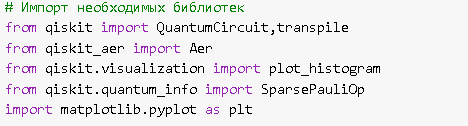 # Импорт необходимых библиотек
from qiskit import QuantumCircuit,transpile
from qiskit_aer import Aer
from qiskit.visualization import plot_histogram
from qiskit.quantum_info import SparsePauliOp
import matplotlib.pyplot as plt